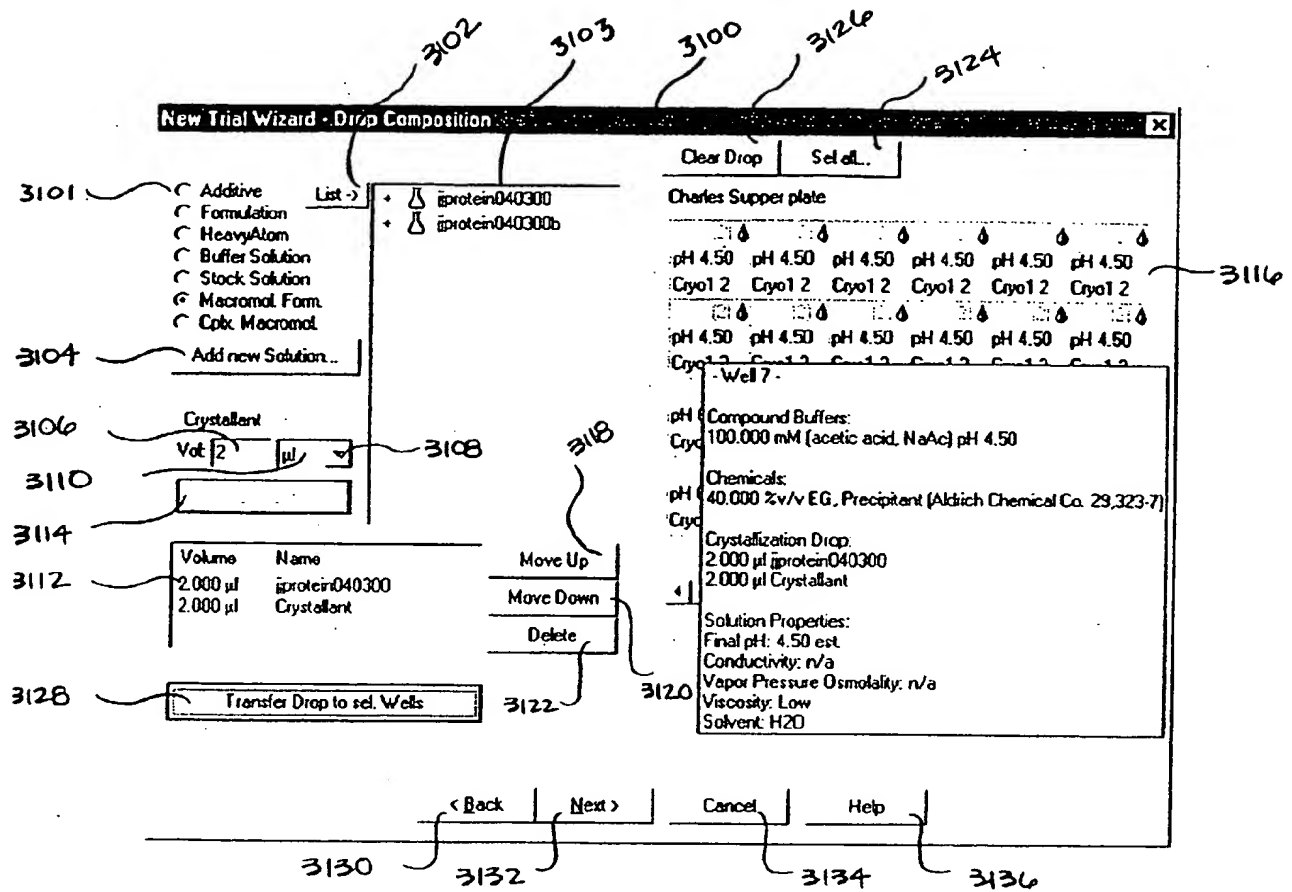 3102
3103
3100
3126
3124
New Trial Wizard - Drop Composition
Clear Drop
Sel all...
3101
Additive
List ->
Formulation
HeavyAtom
Buffer Solution
Stock Solution
Macromol. Form.
Cplx. Macromol.
jjprotein040300
jjprotein040300b
Charles Supper plate
pH 4.50 pH 4.50 pH 4.50 pH 4.50 pH 4.50 pH 4.50
Cryo1 2 Cryo1 2 Cryo1 2 Cryo1 2 Cryo1 2 Cryo1 2
3116
pH 4.50 pH 4.50 pH 4.50 pH 4.50 pH 4.50 pH 4.50
3104
Add new Solution...
Crystallant
3106
Vol: 2 µl
3108
3110
3114
3118
- Well 7 -
Compound Buffers:
100.000 mM (acetic acid, NaAc) pH 4.50
Chemicals:
40.000 %v/v EG, Precipitant (Aldrich Chemical Co. 29,323-7)
Crystallization Drop:
2.000 µl jjprotein040300
2.000 µl Crystallant
Solution Properties:
Final pH: 4.50 est.
Conductivity: n/a
Vapor Pressure Osmolality: n/a
Viscosity: Low
Solvent: H2O
Volume Name
3112
2.000 µl jjprotein040300
2.000 µl Crystallant
Move Up
Move Down
Delete
3128
Transfer Drop to sel. Wells
3122
3120
< Back
Next >
Cancel
Help
3130
3132
3134
3136